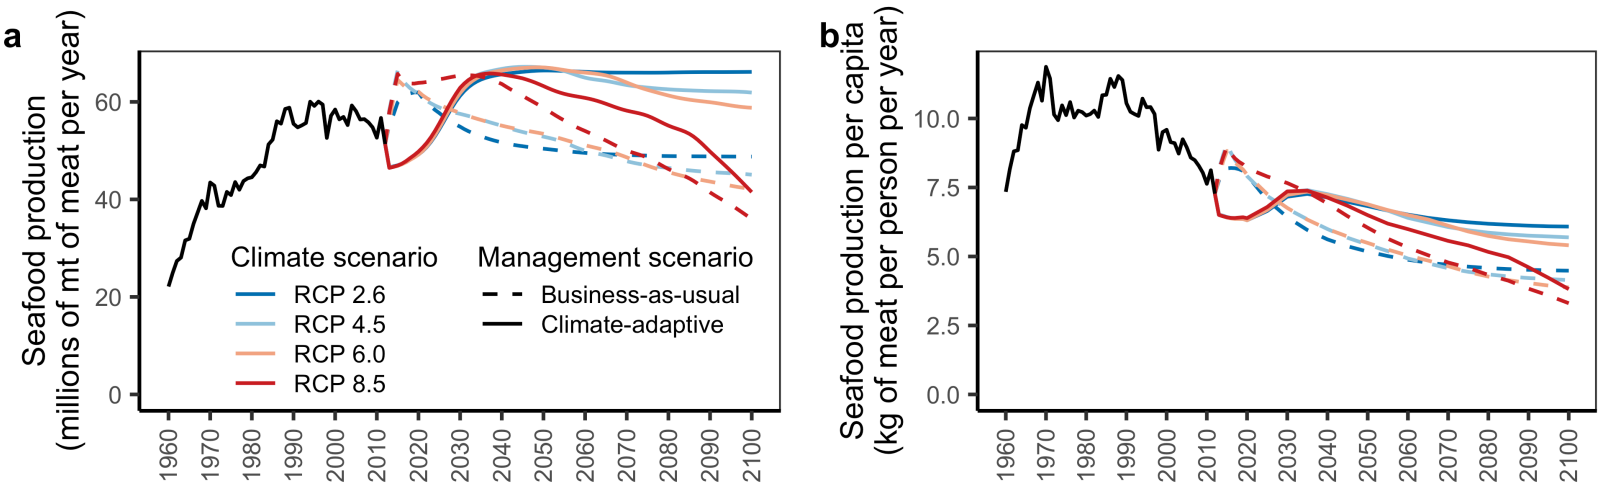 a
Seafood production
(millions of mt of meat per year)
60
40
20
0
Climate scenario
RCP 2.6
RCP 4.5
RCP 6.0
RCP 8.5
Management scenario
Business-as-usual
Climate-adaptive
1960
1970
1980
1990
2000
2010
2020
2030
2040
2050
2060
2070
2080
2090
2100
b
Seafood production per capita
(kg of meat per person per year)
10.0
7.5
5.0
2.5
0.0
1960
1970
1980
1990
2000
2010
2020
2030
2040
2050
2060
2070
2080
2090
2100